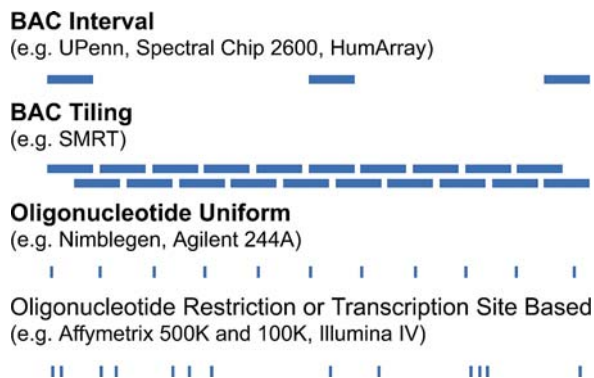 BAC Interval
(e.g. UPenn, Spectral Chip 2600, HumArray)
BAC Tiling
(e.g. SMRT)
Oligonucleotide Uniform
(e.g. Nimblegen, Agilent 244A)
Oligonucleotide Restriction or Transcription Site Based
(e.g. Affymetrix 500K and 100K, Illumina IV)